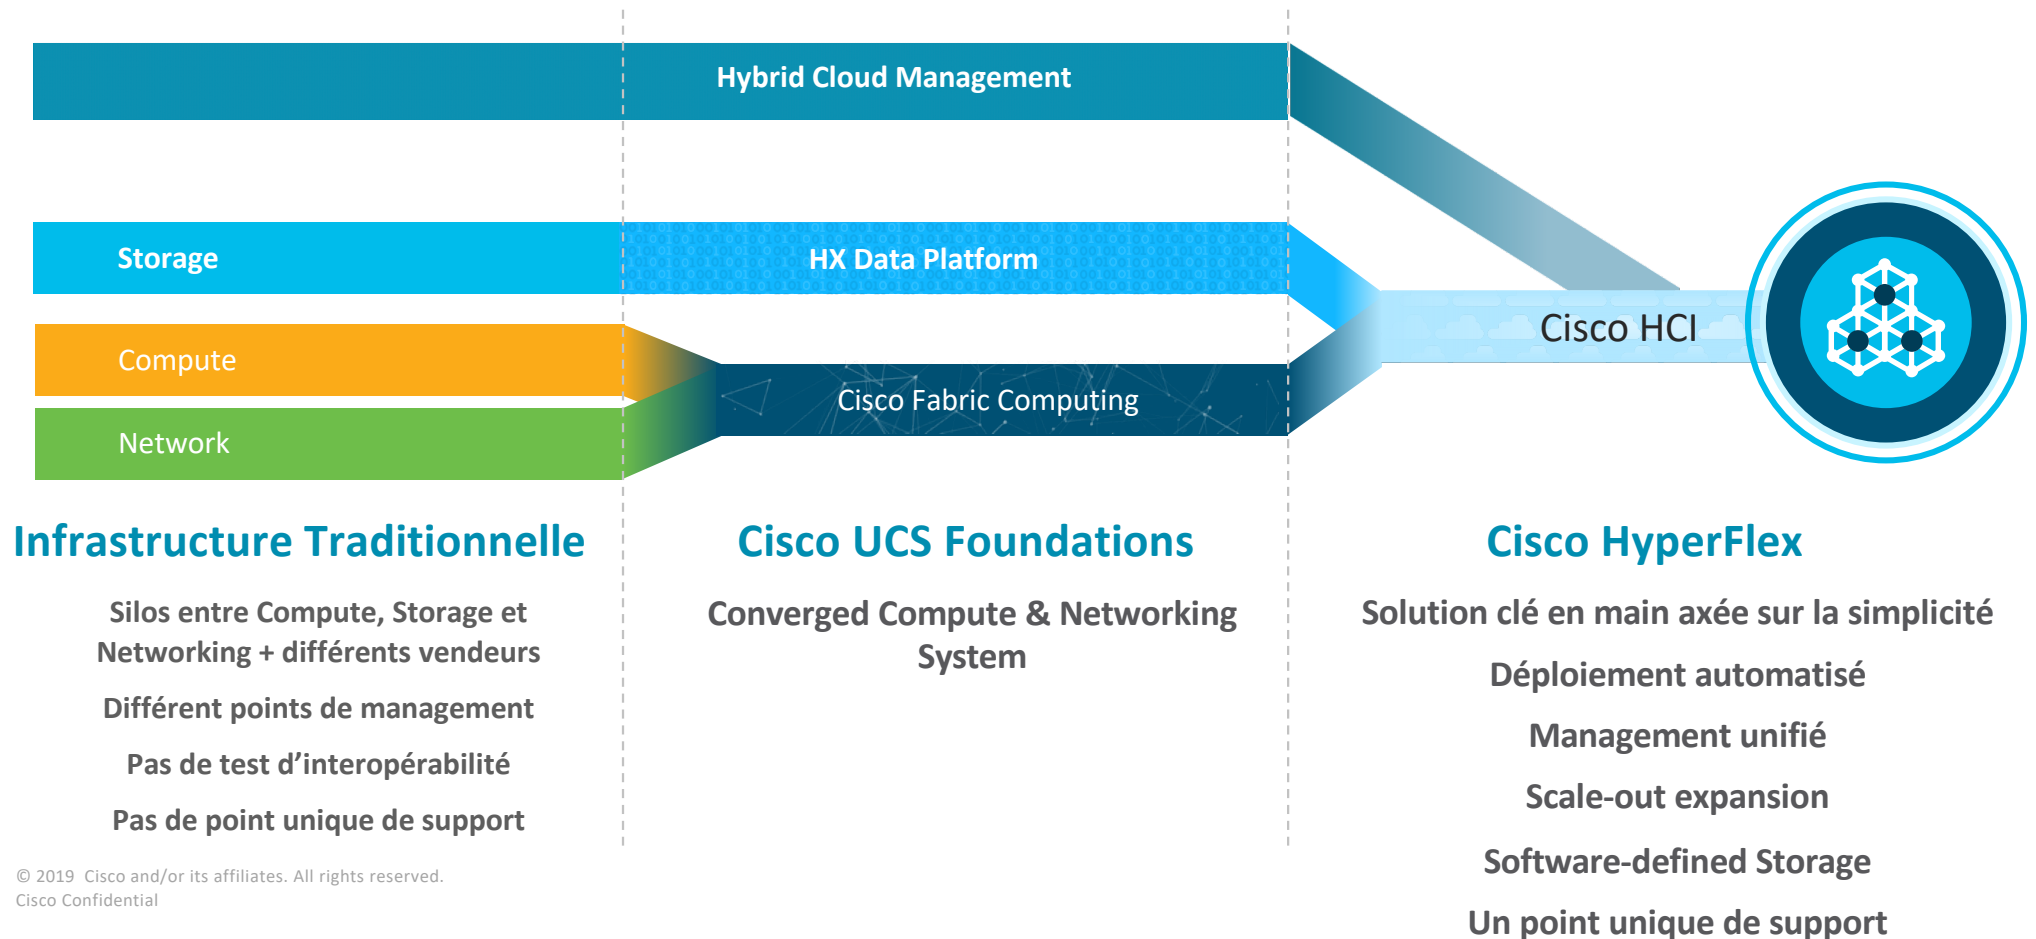 Hybrid Cloud Management
Storage
HX Data Platform
Cisco HCI
Compute
Cisco Fabric Computing
Network
Infrastructure Traditionnelle
Silos entre Compute, Storage et
Networking + différents vendeurs
Différent points de management
Pas de test d’interopérabilité
Pas de point unique de support
Cisco UCS Foundations
Converged Compute & Networking
System
Cisco HyperFlex
Solution clé en main axée sur la simplicité
Déploiement automatisé
Management unifié
Scale-out expansion
Software-defined Storage
Un point unique de support
© 2019 Cisco and/or its affiliates. All rights reserved.
Cisco Confidential